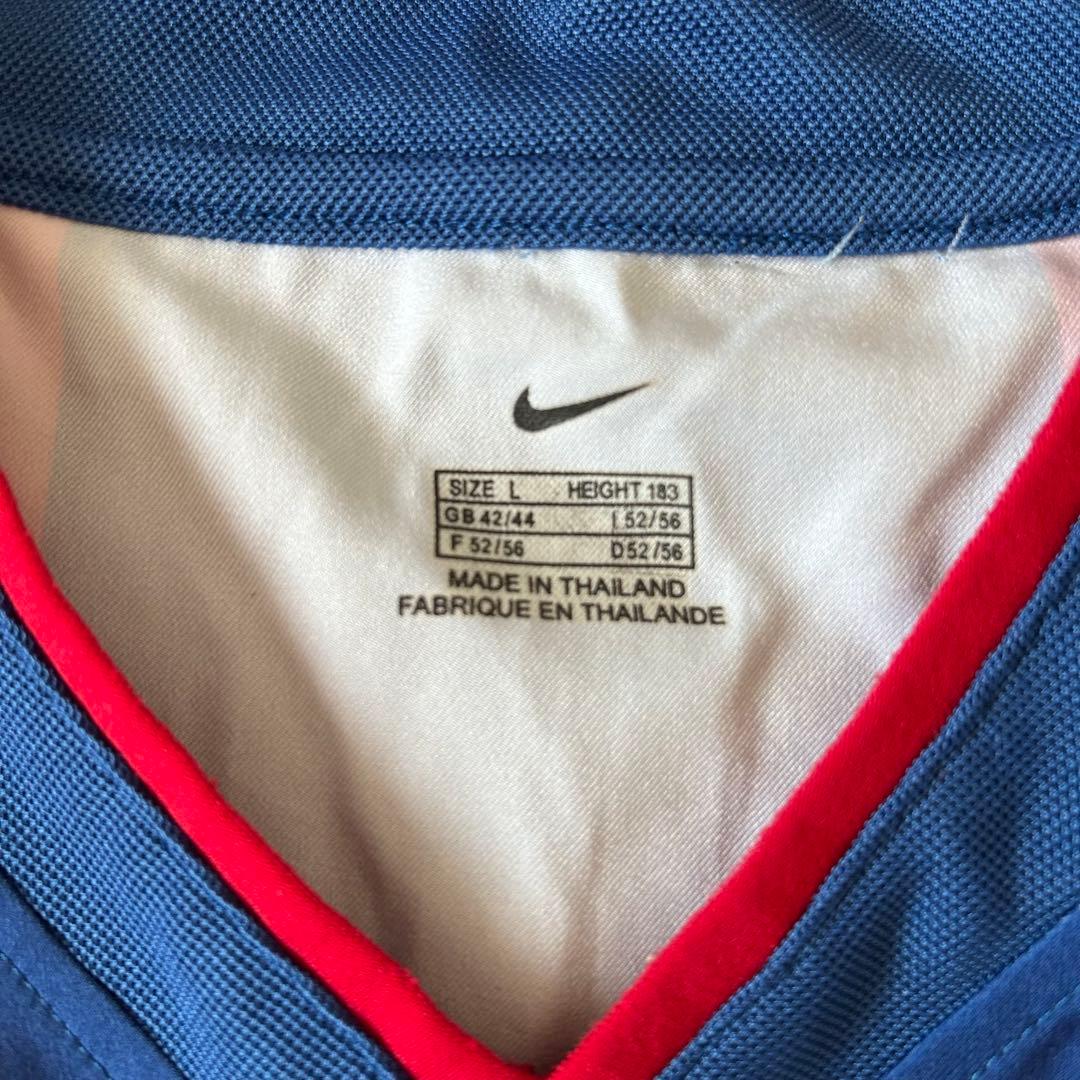 SIZE L HEIGHT 183
GB 42/44 I 52/56
F 52/56 D 52/56
MADE IN THAILAND
FABRIQUE EN THAILANDE